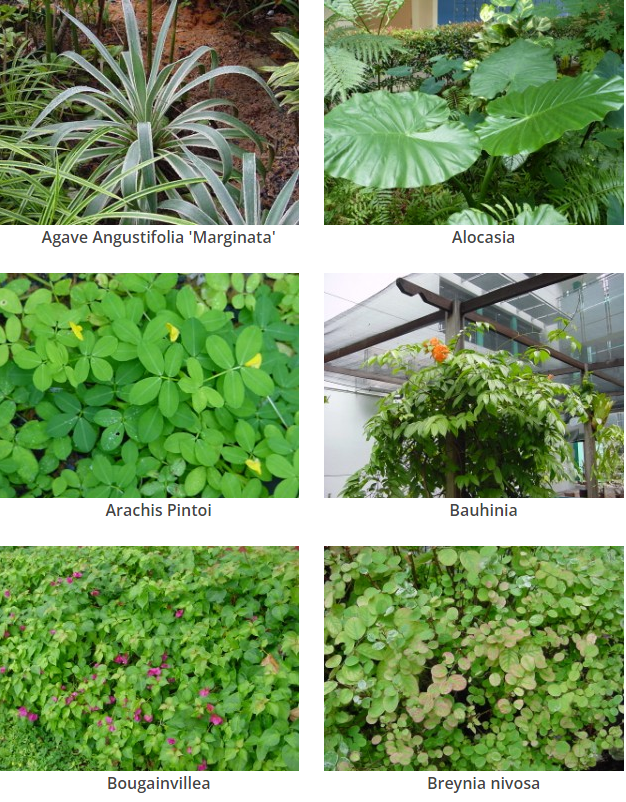 Agave Angustifolia 'Marginata'
Alocasia
Arachis Pintoi
Bauhinia
Bougainvillea
Breynia nivosa